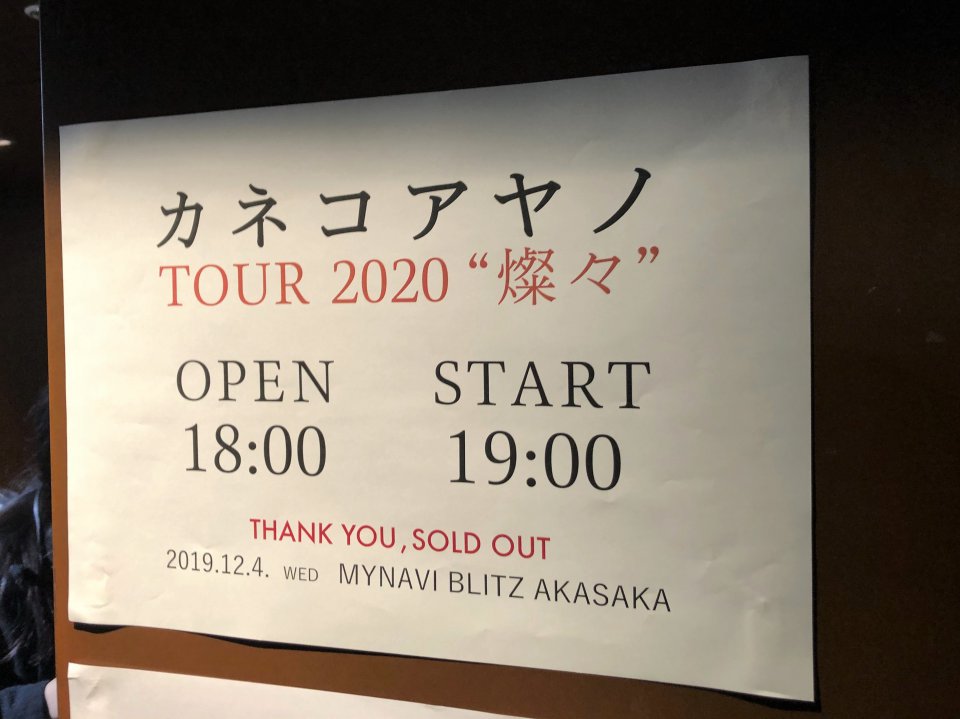 カネコアヤノ
TOUR 2020 “燦々”
OPEN START
18:00 19:00
THANK YOU, SOLD OUT
2019.12.4. WED MYNAVI BLITZ AKASAKA